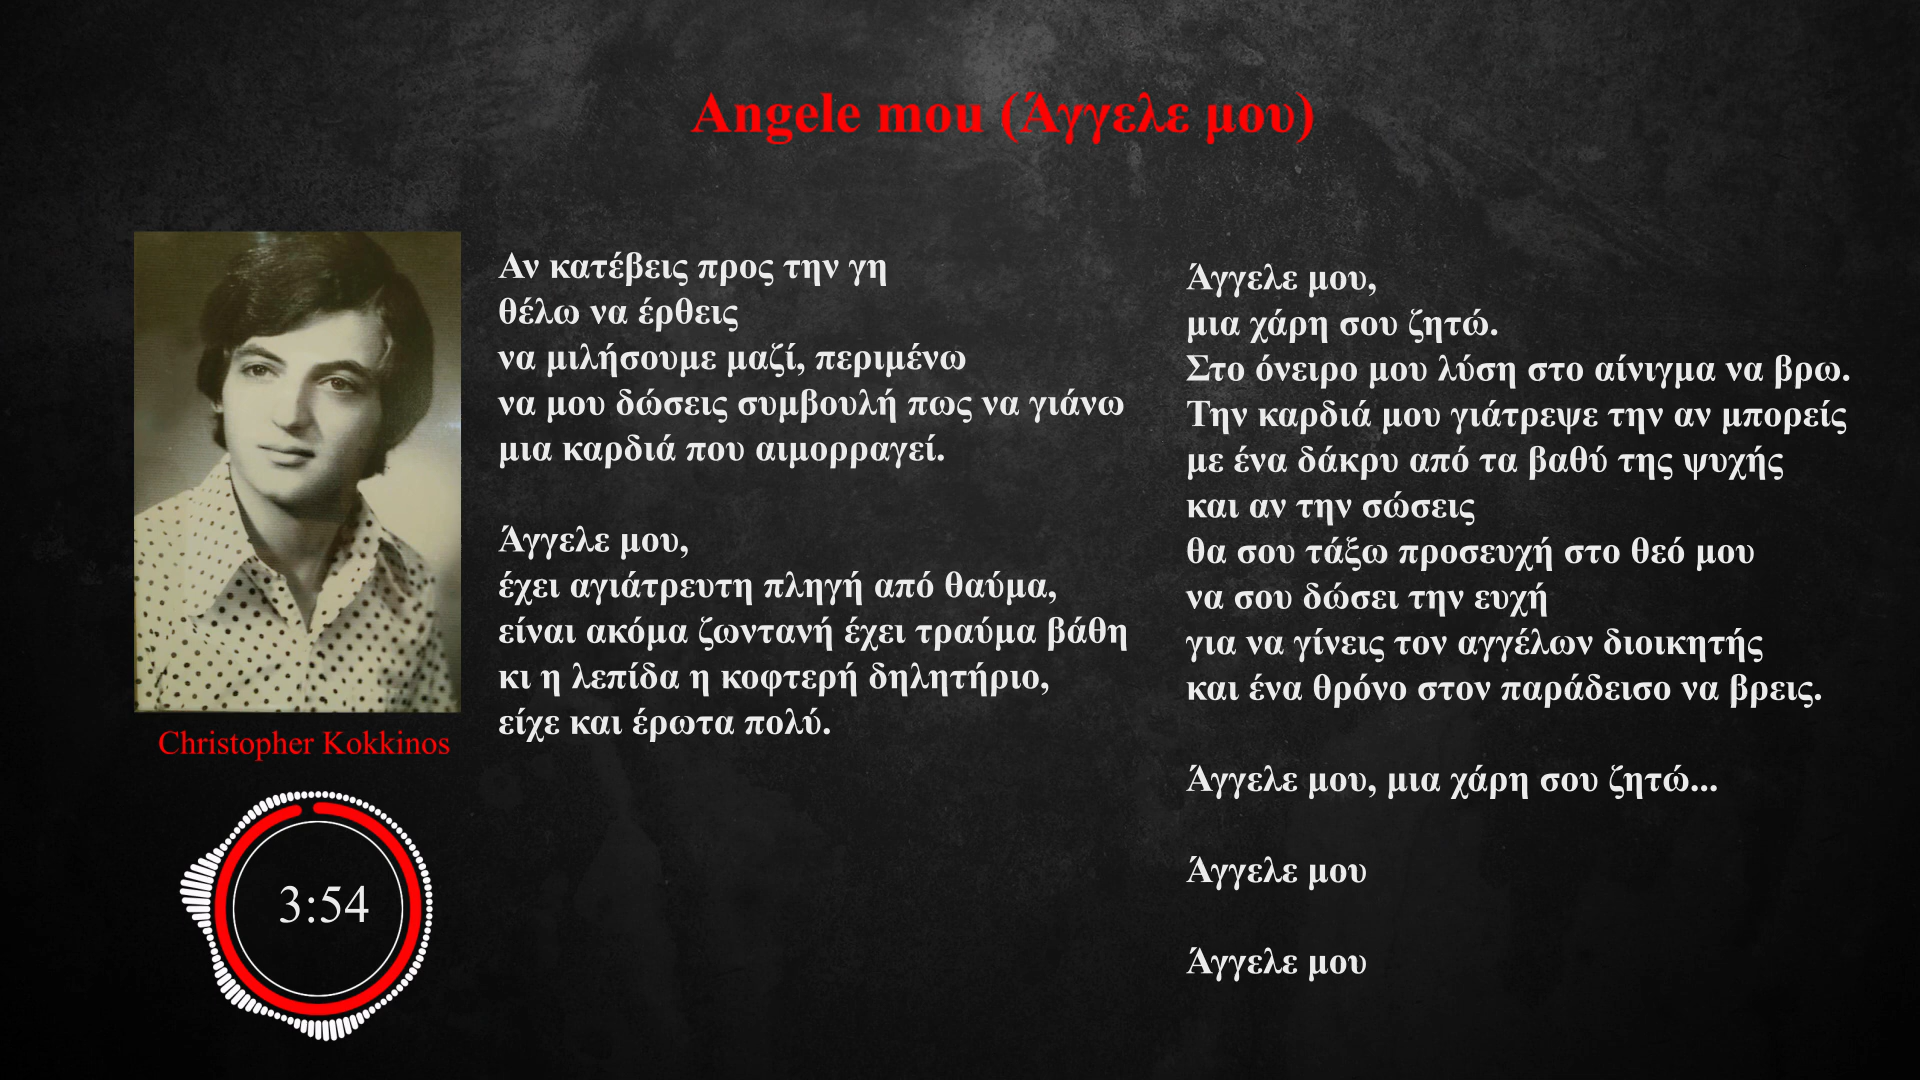 Angele mou (Άγγελε μου)
Αν κατέβεις προς την γη
θέλω να έρθεις
να μιλήσουμε μαζί, περιμένω
να μου δώσεις συμβουλή πως να γιάνω
μια καρδιά που αιμορραγεί.
Άγγελε μου,
έχει αγιάτρευτη πληγή από θαύμα,
είναι ακόμα ζωντανή έχει τραύμα βάθη
κι η λεπίδα η κοφτερή δηλητήριο,
είχε και έρωτα πολύ.
Άγγελε μου,
μια χάρη σου ζητώ.
Στο όνειρο μου λύση στο αίνιγμα να βρω.
Την καρδιά μου γιάτρεψε την αν μπορείς
με ένα δάκρυ από τα βαθύ της ψυχής
και αν την σώσεις
θα σου τάξω προσευχή στο θεό μου
να σου δώσει την ευχή
για να γίνεις τον αγγέλων διοικητής
και ένα θρόνο στον παράδεισο να βρεις.
Άγγελε μου, μια χάρη σου ζητώ...
Άγγελε μου
Άγγελε μου
Christopher Kokkinos
3:54